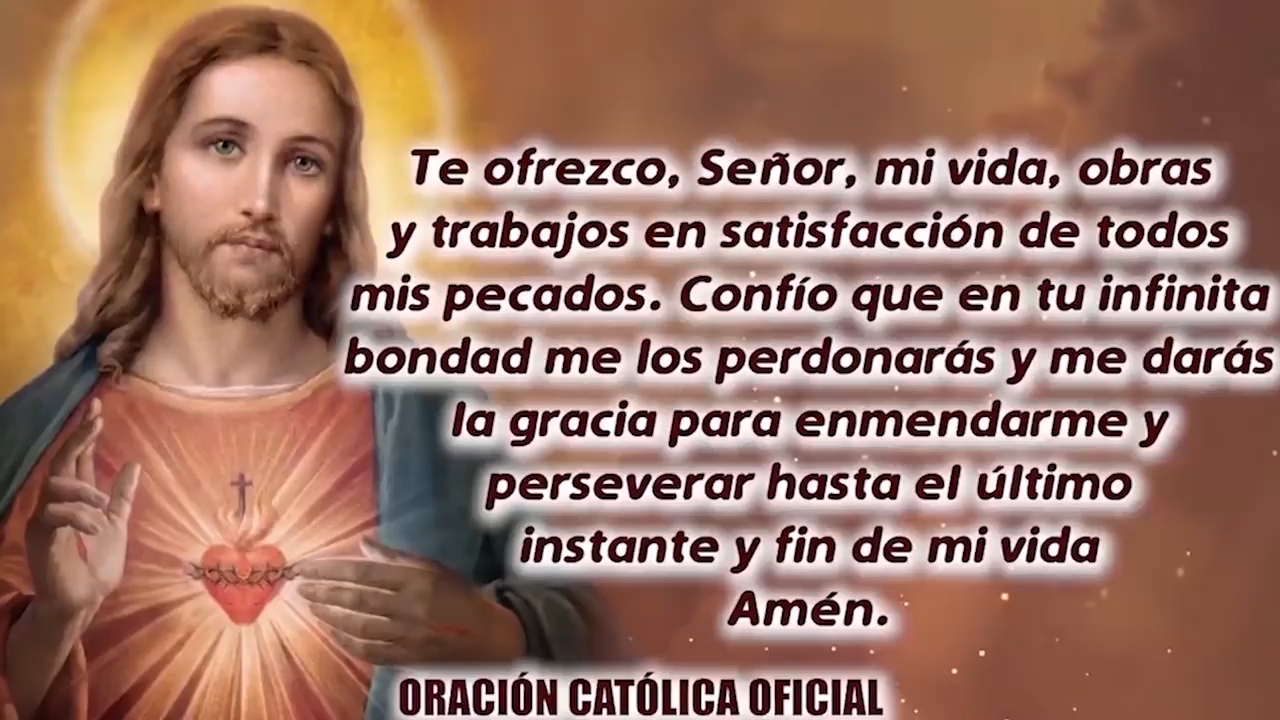 Te ofrezco, Señor, mi vida, obras
y trabajos en satisfacción de todos
mis pecados. Confío que en tu infinita
bondad me los perdonarás y me darás
la gracia para enmendarme y
perseverar hasta el último
instante y fin de mi vida
Amén.
ORACIÓN CATÓLICA OFICIAL